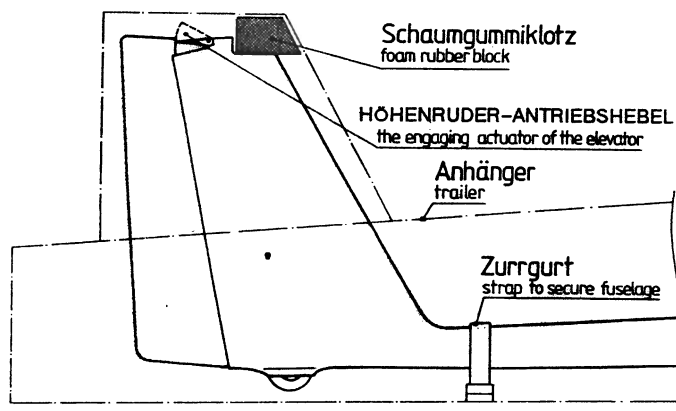 Schaumgummiklotz
foam rubber block
HÖHENRUDER-ANTRIEBSHEBEL
the engaging actuator of the elevator
Anhänger
trailer
Zurrgurt
strap to secure fuselage